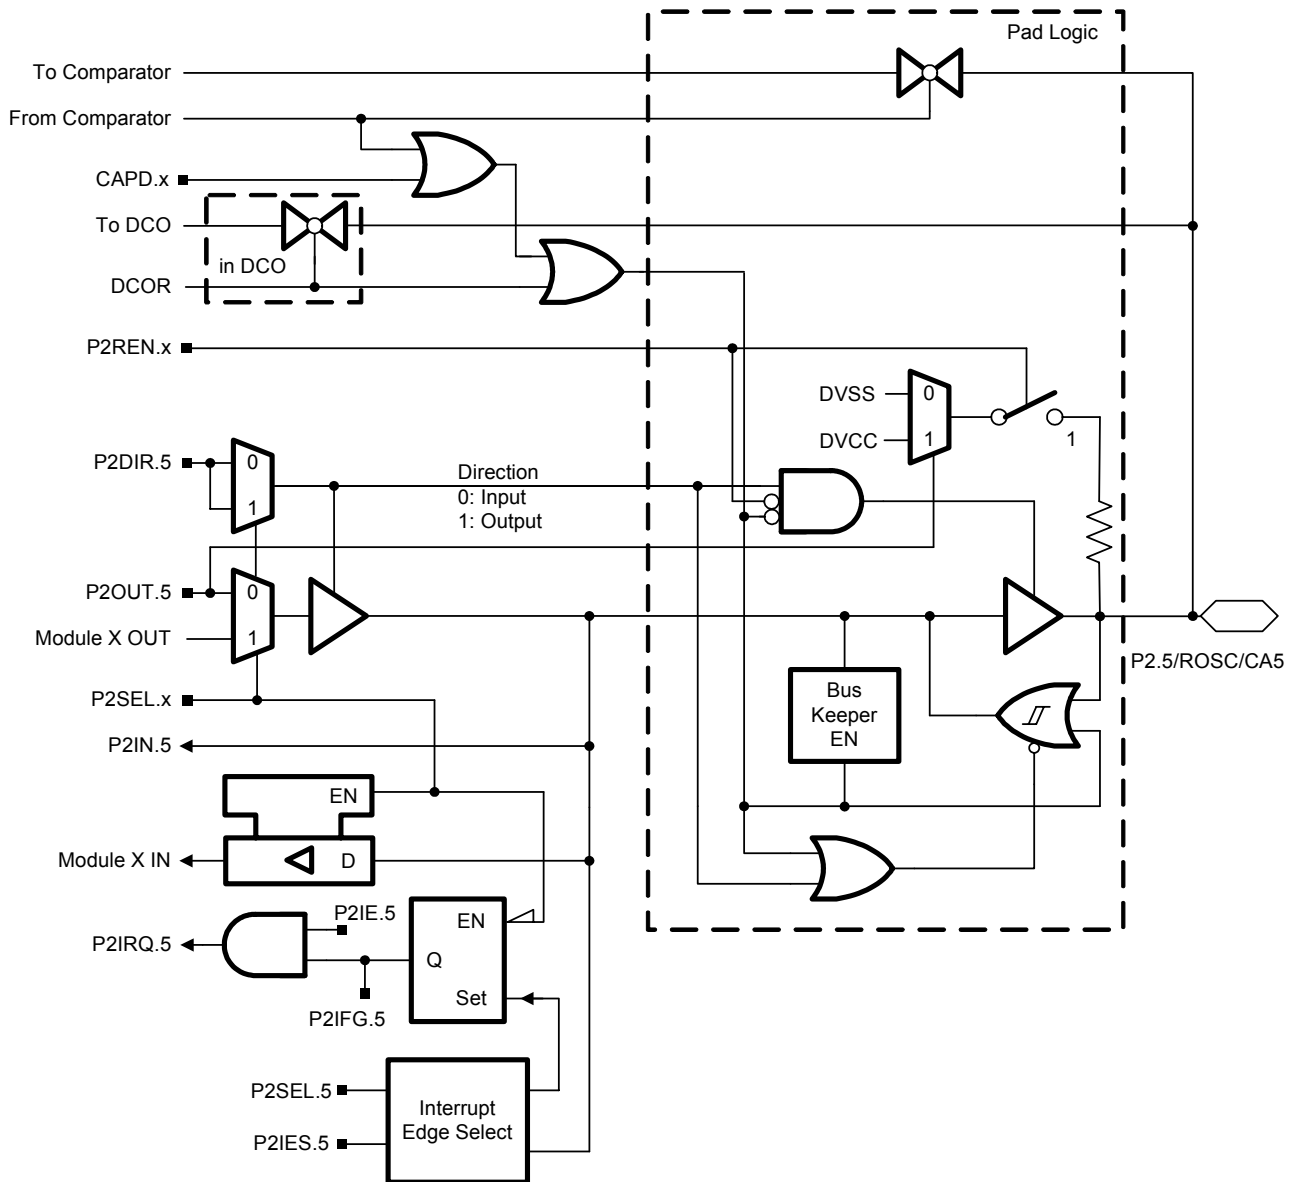 Pad Logic
To Comparator
From Comparator
CAPD.x
To DCO
in DCO
DCOR
P2REN.x
DVSS
0
DVCC
1
1
P2DIR.5
0
1
Direction
0: Input
1: Output
P2OUT.5
0
Module X OUT
1
P2.5/ROSC/CA5
P2SEL.x
Bus
Keeper
EN
P2IN.5
EN
Module X IN
D
P2IE.5
EN
P2IRQ.5
Q
Set
P2IFG.5
P2SEL.5
Interrupt
Edge Select
P2IES.5